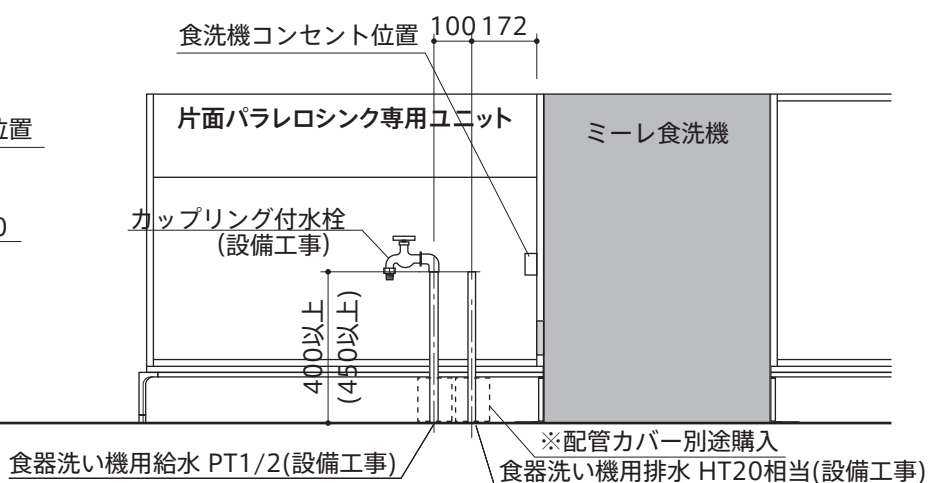 100 172
食洗機コンセント位置
片面パラレロシンク専用ユニット
ミーレ食洗機
位置
カップリング付水栓
(設備工事)
0
400以上
(450以上)
※配管カバー別途購入
食器洗い機用給水 PT1/2(設備工事)
食器洗い機用排水 HT20相当(設備工事)